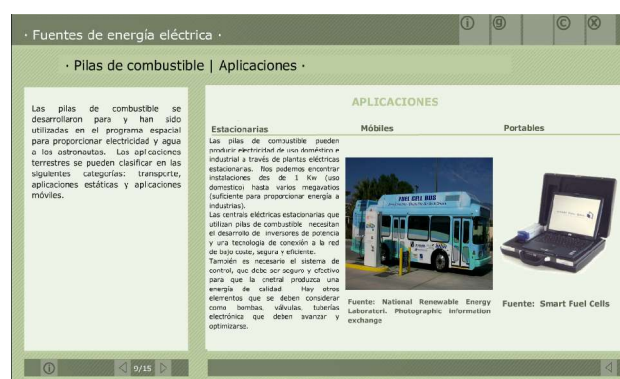 · Fuentes de energía eléctrica ·
· Pilas de combustible | Aplicaciones ·
Las pilas de combustible se
desarrollaron para y han sido
utilizadas en el programa espacial
para proporcionar electricidad y agua
a los astronautas. Las aplicaciones
terrestres se pueden clasificar en las
siguientes categorías: transporte,
aplicaciones estáticas y aplicaciones
móviles.
APLICACIONES
Estacionarias
Las pilas de combustible pueden
producir electricidad de uso doméstico e
industrial a través de plantas eléctricas
estacionarias. Nos podemos encontrar
instalaciones des de 1 Kw (uso
domestico) hasta varios megavatios
(suficiente para proporcionar energía a
industrias).
Las centrals eléctricas estacionarias que
utilizan pilas de combustible necesitan
el desarrollo de inversores de potencia
y una tecnología de conexión a la red
de bajo coste, segura y eficiente.
También es necesario el sistema de
control, que debe ser seguro y efectivo
para que la cnetral produzca una
energía de calidad Hay otros
elementos que se deben considerar
como bombas, válvulas, tuberías
electrónica que deben avanzar y
optimizarse.
Móbiles
FUEL CELL BUS
Fuente: National Renewable Energy
Laboratori. Photographic information
exchange
Portables
Fuente: Smart Fuel Cells
9/15